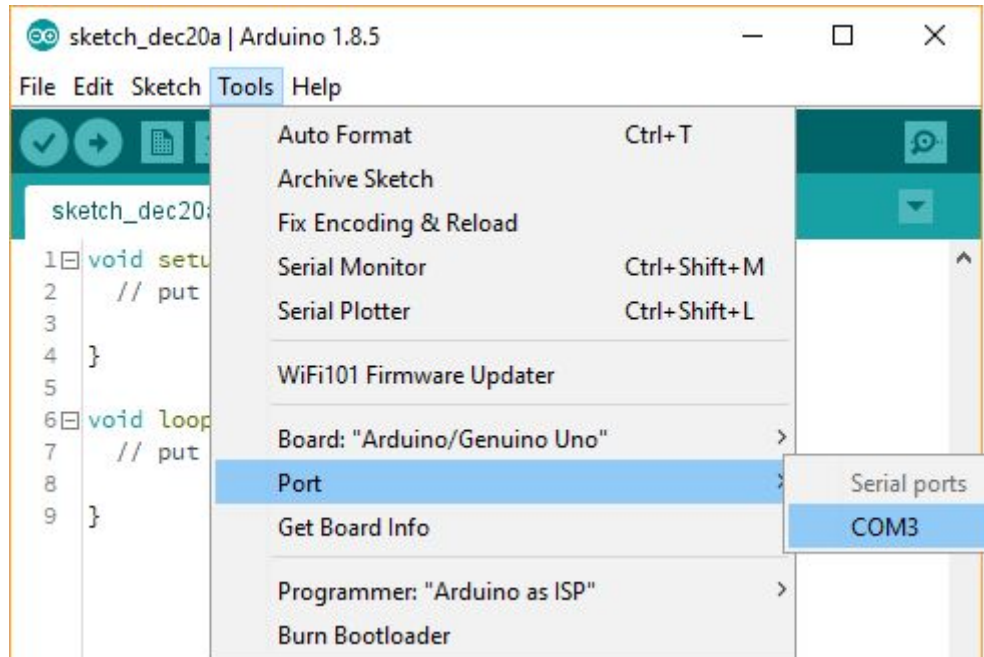 sketch_dec20a | Arduino 1.8.5
File Edit Sketch Tools Help
sketch_dec20a
Auto Format Ctrl+T
Archive Sketch
Fix Encoding & Reload
Serial Monitor Ctrl+Shift+M
Serial Plotter Ctrl+Shift+L
WiFi101 Firmware Updater
Board: "Arduino/Genuino Uno"
Port
Get Board Info
Programmer: "Arduino as ISP"
Burn Bootloader
Serial ports
COM3
1 void setu
2 // put
3
4 }
5
6 void loop
7 // put
8
9 }